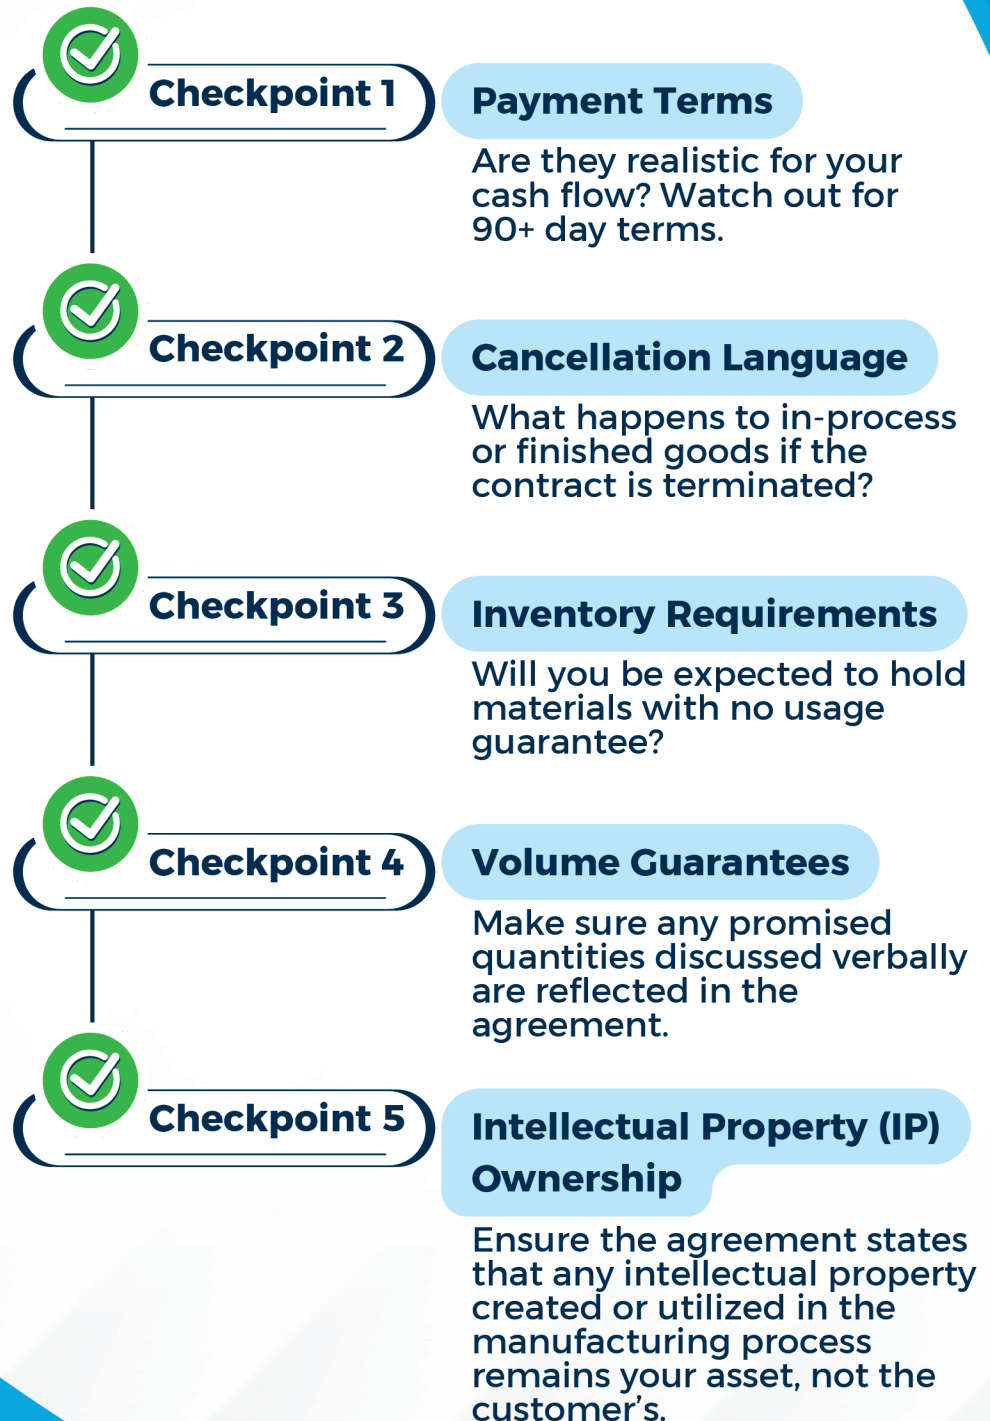 Checkpoint 1
Payment Terms
Are they realistic for your
cash flow? Watch out for
90+ day terms.
Checkpoint 2
Cancellation Language
What happens to in-process
or finished goods if the
contract is terminated?
Checkpoint 3
Inventory Requirements
Will you be expected to hold
materials with no usage
guarantee?
Checkpoint 4
Volume Guarantees
Make sure any promised
quantities discussed verbally
are reflected in the
agreement.
Checkpoint 5
Intellectual Property (IP)
Ownership
Ensure the agreement states
that any intellectual property
created or utilized in the
manufacturing process
remains your asset, not the
customer's.